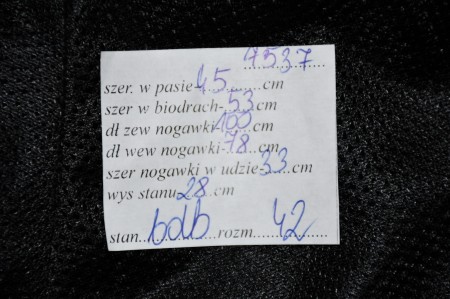 9537
szer. w pasie 45 cm
szer w biodrach- 53 cm
dł zew nogawki 100 cm
dł wew nogawki- 78 cm
szer nogawki w udzie- 33 cm
wys stanu 28 cm
stan bdb rozm. 42